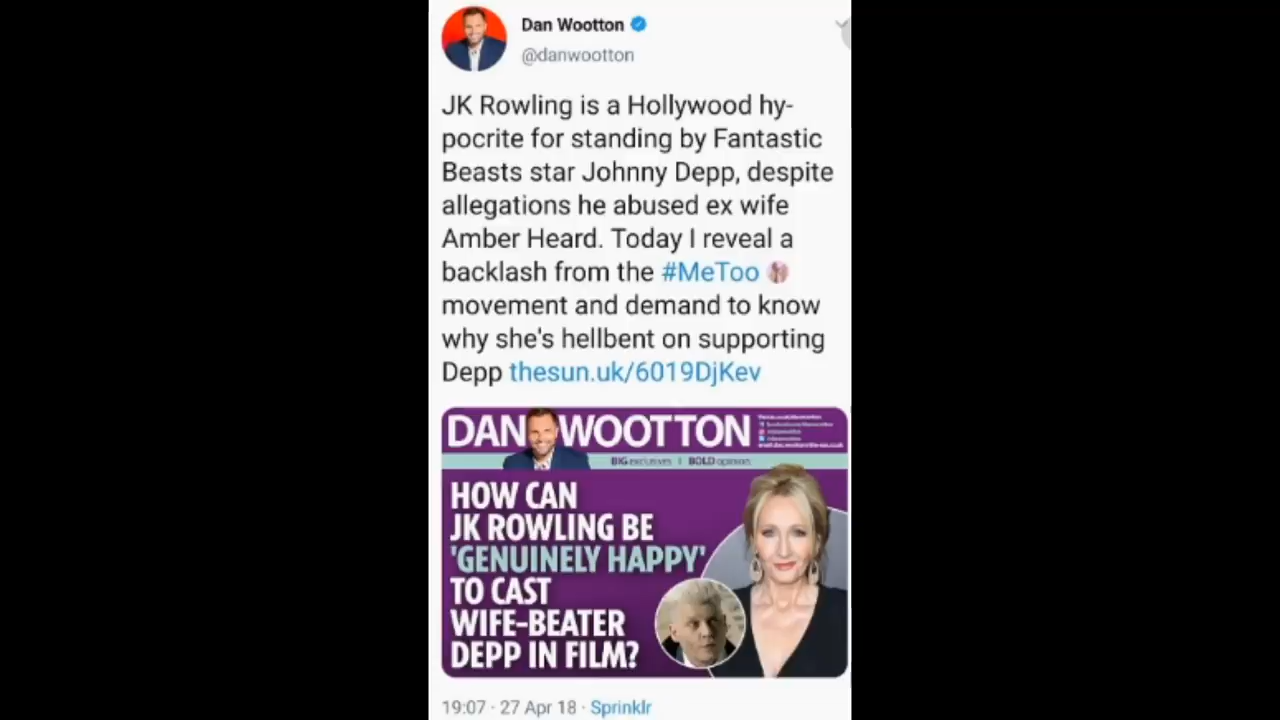 Dan Wootton
@danwootton
JK Rowling is a Hollywood hy-
pocrite for standing by Fantastic
Beasts star Johnny Depp, despite
allegations he abused ex wife
Amber Heard. Today I reveal a
backlash from the #MeToo
movement and demand to know
why she's hellbent on supporting
Depp thesun.uk/6019DjKev
DAN WOOTTON
BIG exclusives | BOLD opinion
HOW CAN
JK ROWLING BE
'GENUINELY HAPPY'
TO CAST
WIFE-BEATER
DEPP IN FILM?
19:07 · 27 Apr 18 · Sprinklr